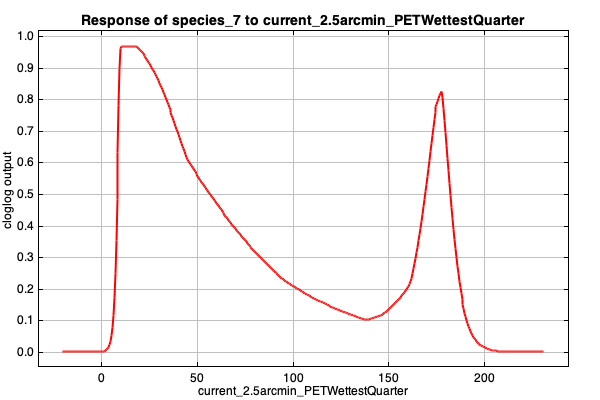 Response of species_7 to current_2.5arcmin_PETWettestQuarter
1.0
0.9
0.8
0.7
0.6
0.5
0.4
0.3
0.2
0.1
0.0
cloglog output
0 50 100 150 200
current_2.5arcmin_PETWettestQuarter